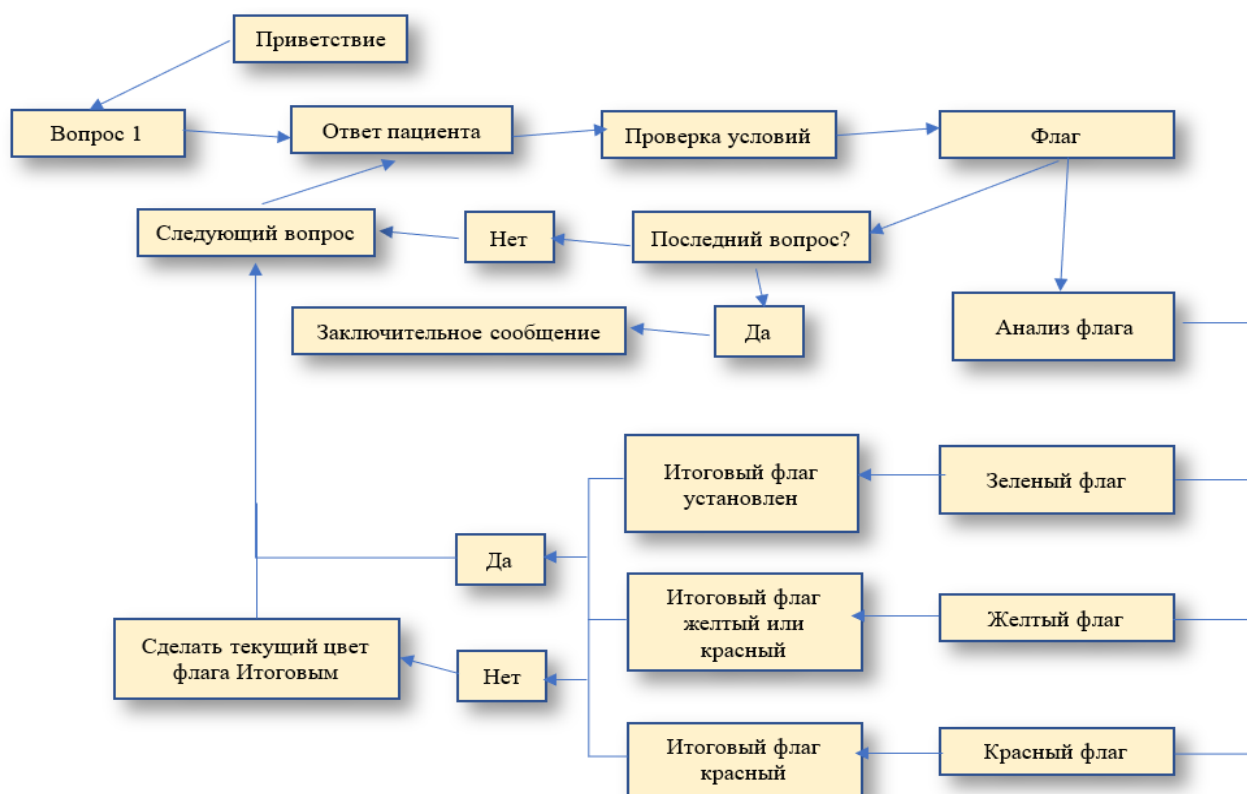 Приветствие
Вопрос 1
Ответ пациента
Проверка условий
Флаг
Следующий вопрос
Нет
Последний вопрос?
Заключительное сообщение
Да
Анализ флага
Итоговый флаг
установлен
Зеленый флаг
Да
Итоговый флаг
желтый или
красный
Желтый флаг
Сделать текущий цвет
флага Итоговым
Нет
Итоговый флаг
красный
Красный флаг